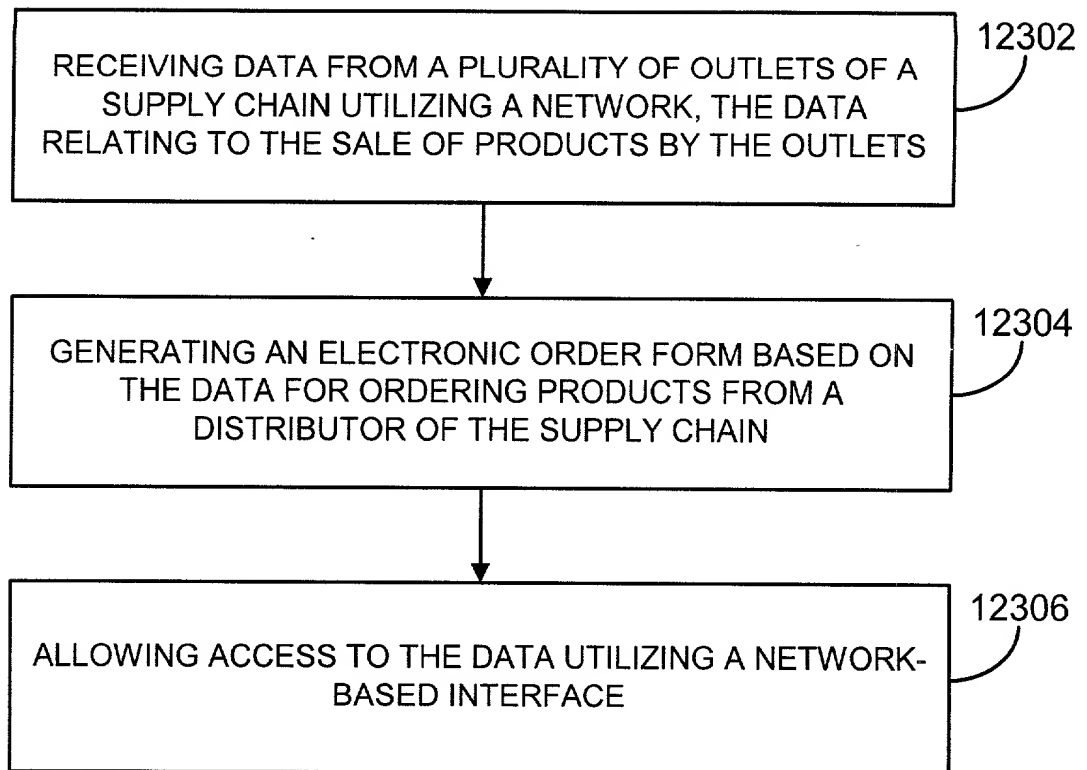 12302
RECEIVING DATA FROM A PLURALITY OF OUTLETS OF A
SUPPLY CHAIN UTILIZING A NETWORK, THE DATA
RELATING TO THE SALE OF PRODUCTS BY THE OUTLETS
12304
GENERATING AN ELECTRONIC ORDER FORM BASED ON
THE DATA FOR ORDERING PRODUCTS FROM A
DISTRIBUTOR OF THE SUPPLY CHAIN
12306
ALLOWING ACCESS TO THE DATA UTILIZING A NETWORK-
BASED INTERFACE